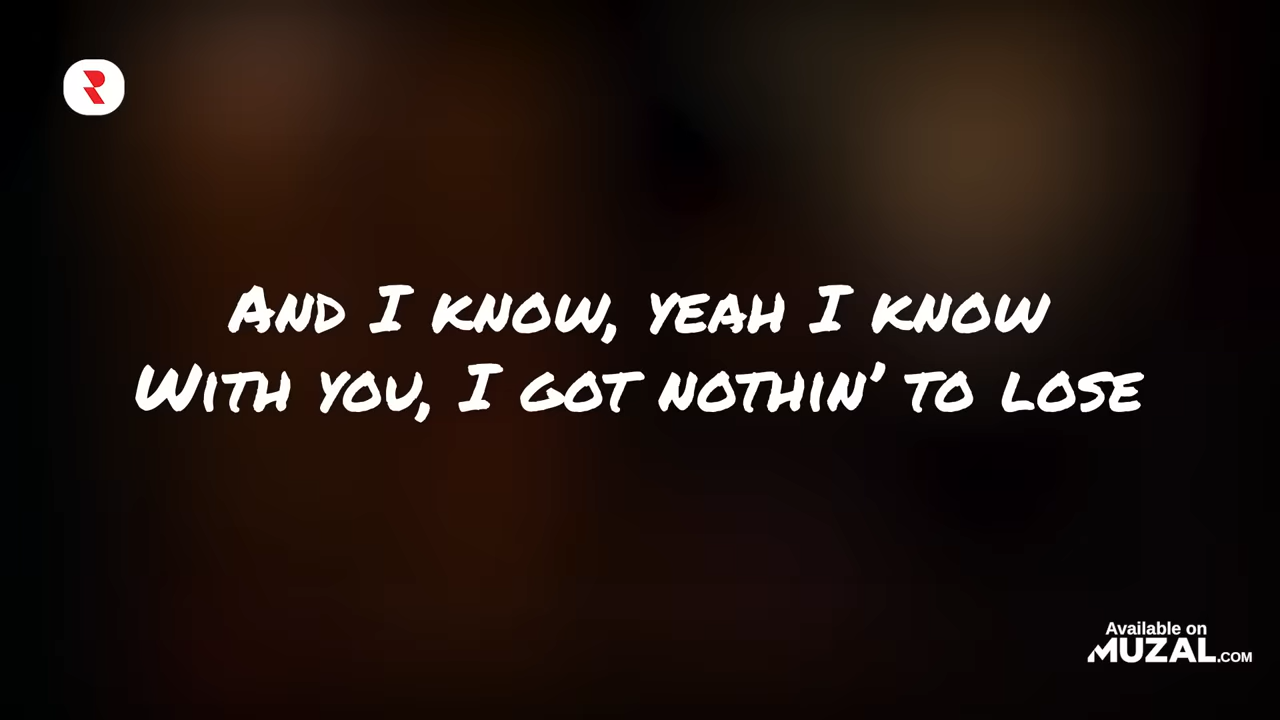 And I know, yeah I know
With you, I got nothin' to lose
Available on
MUZAL.COM